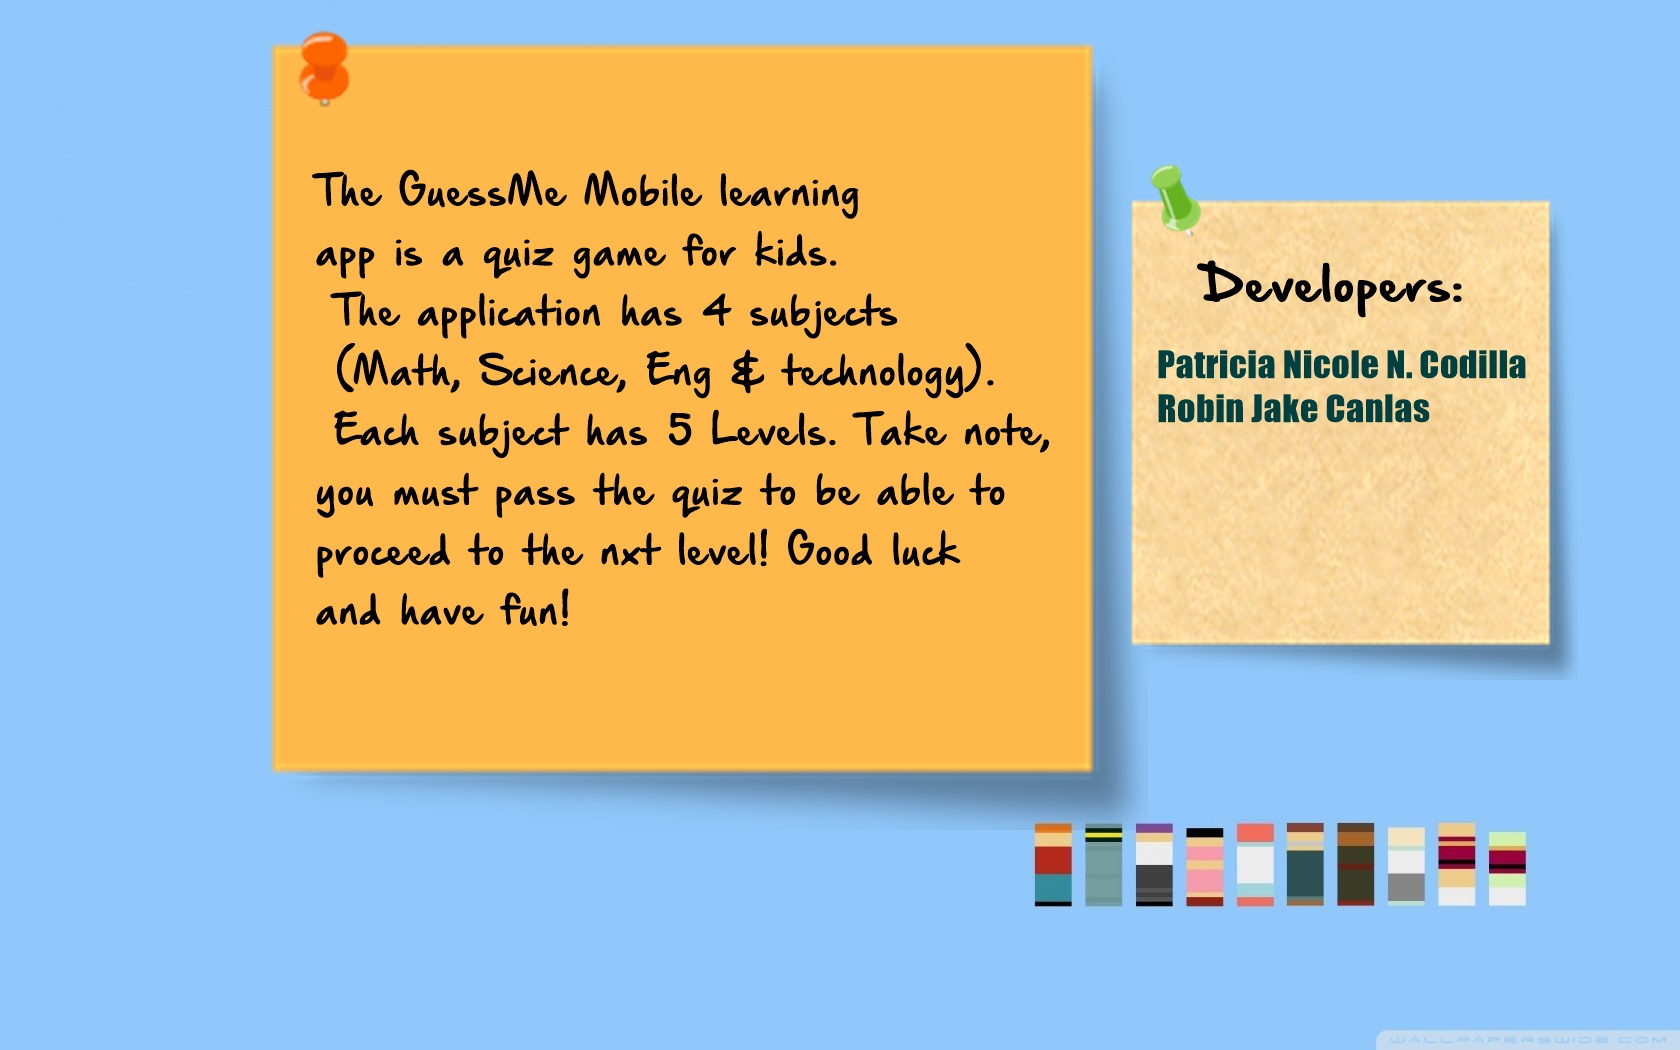 The GuessMe Mobile learning
app is a quiz game for kids.
The application has 4 subjects
(Math, Science, Eng & technology).
Each subject has 5 Levels. Take note,
you must pass the quiz to be able to
proceed to the nxt level! Good luck
and have fun!
Developers:
Patricia Nicole N. Codilla
Robin Jake Canlas
WALLPAPERSWIDE.COM